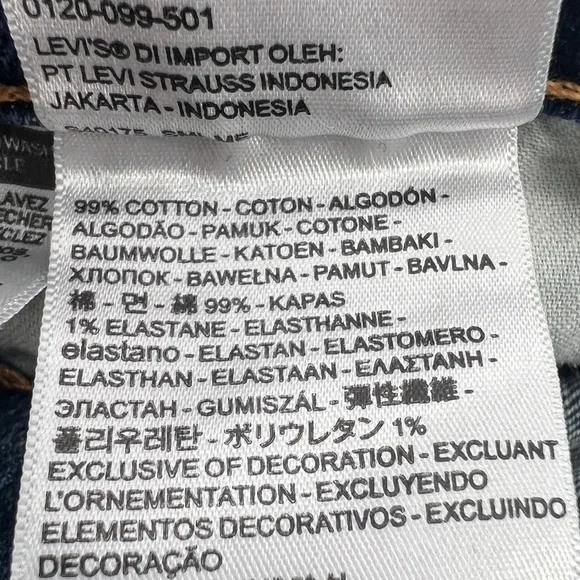 0120-099-501
LEVI'S® DI IMPORT OLEH:
PT LEVI STRAUSS INDONESIA
JAKARTA - INDONESIA
WASH
LAVEZ
99% COTTON - COTON - ALGODÓN -
ALGODÃO - PAMUK - COTONE -
BAUMWOLLE - KATOEN - BAMBAKI -
ХЛОПОК - BAWEŁNA - PAMUT - BAVLNA -
棉 - 면 - 綿 99% - KAPAS
1% ELASTANE - ELASTHANNE -
elastano - ELASTAN - ELASTOMERO -
ELASTHAN - ELASTAAN - ΕΛΑΣΤΑΝΗ -
ЭЛАСТАН - GUMISZÁL - 弾性纖維 -
폴리우레탄 - ポリウレタン 1%
EXCLUSIVE OF DECORATION - EXCLUANT
L'ORNEMENTATION - EXCLUYENDO
ELEMENTOS DECORATIVOS - EXCLUINDO
DECORAÇÃO